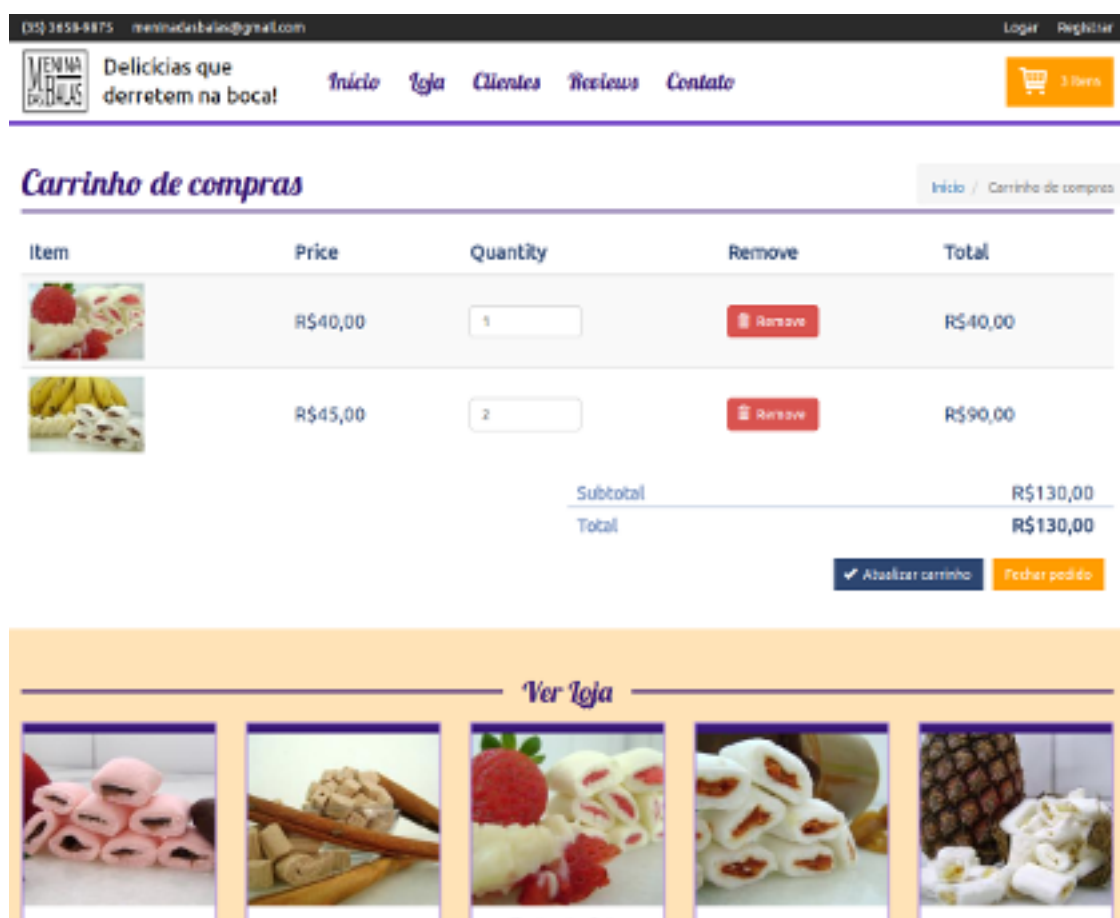 (35) 3658-9875 meninadasbalas@gmail.com Logar Registrar
MENINA DAS BALAS
Delicícias que
derretem na boca!
Início Loja Clientes Reviews Contato
3 Itens
Carrinho de compras
Início / Carrinho de compras
Item Price Quantity Remove Total
R$40,00 1 Remove R$40,00
R$45,00 2 Remove R$90,00
Subtotal R$130,00
Total R$130,00
Atualizar carrinho Fechar pedido
Ver Loja